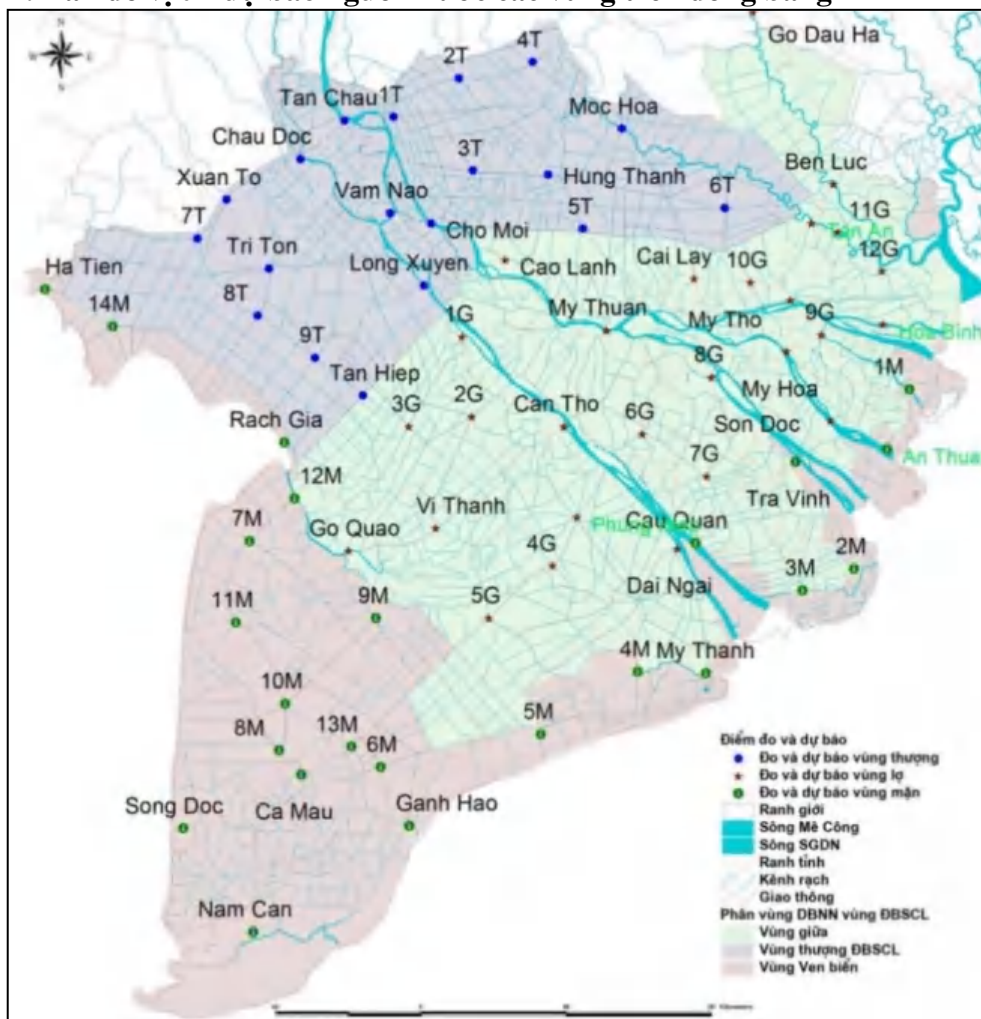 Go Dau Ha
4T
2T
Tan Chau
1T
Moc Hoa
Chau Doc
Ben Luc
3T
Xuan To
Hung Thanh
Vam Nao
6T
11G
7T
5T
Tan An
Cho Moi
Tri Ton
12G
Ha Tien
Long Xuyen
Cao Lanh
Cai Lay
10G
14M
8T
1G
My Thuan
My Tho
9G
Hoa Binh
9T
8G
1M
Tan Hiep
My Hoa
3G
2G
Can Tho
6G
Son Doc
Rach Gia
7G
An Thua
12M
Tra Vinh
Vi Thanh
7M
Go Quao
Phung
Cau Quan
4G
2M
3M
Dai Ngai
11M
9M
5G
4M
My Thanh
10M
5M
8M
13M
6M
Điểm đo và dự báo
Đo và dự báo vùng thượng
Đo và dự báo vùng lợ
Đo và dự báo vùng mặn
Song Doc
Ca Mau
Ganh Hao
Ranh giới
Sông Mê Công
Sông SGDN
Ranh tỉnh
Kênh rạch
Giao thông
Nam Can
Phân vùng DBNN vùng ĐBSCL
Vùng giữa
Vùng thượng ĐBSCL
Vùng Ven biển